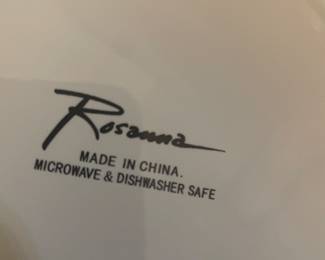 Rosanna
MADE IN CHINA.
MICROWAVE & DISHWASHER SAFE